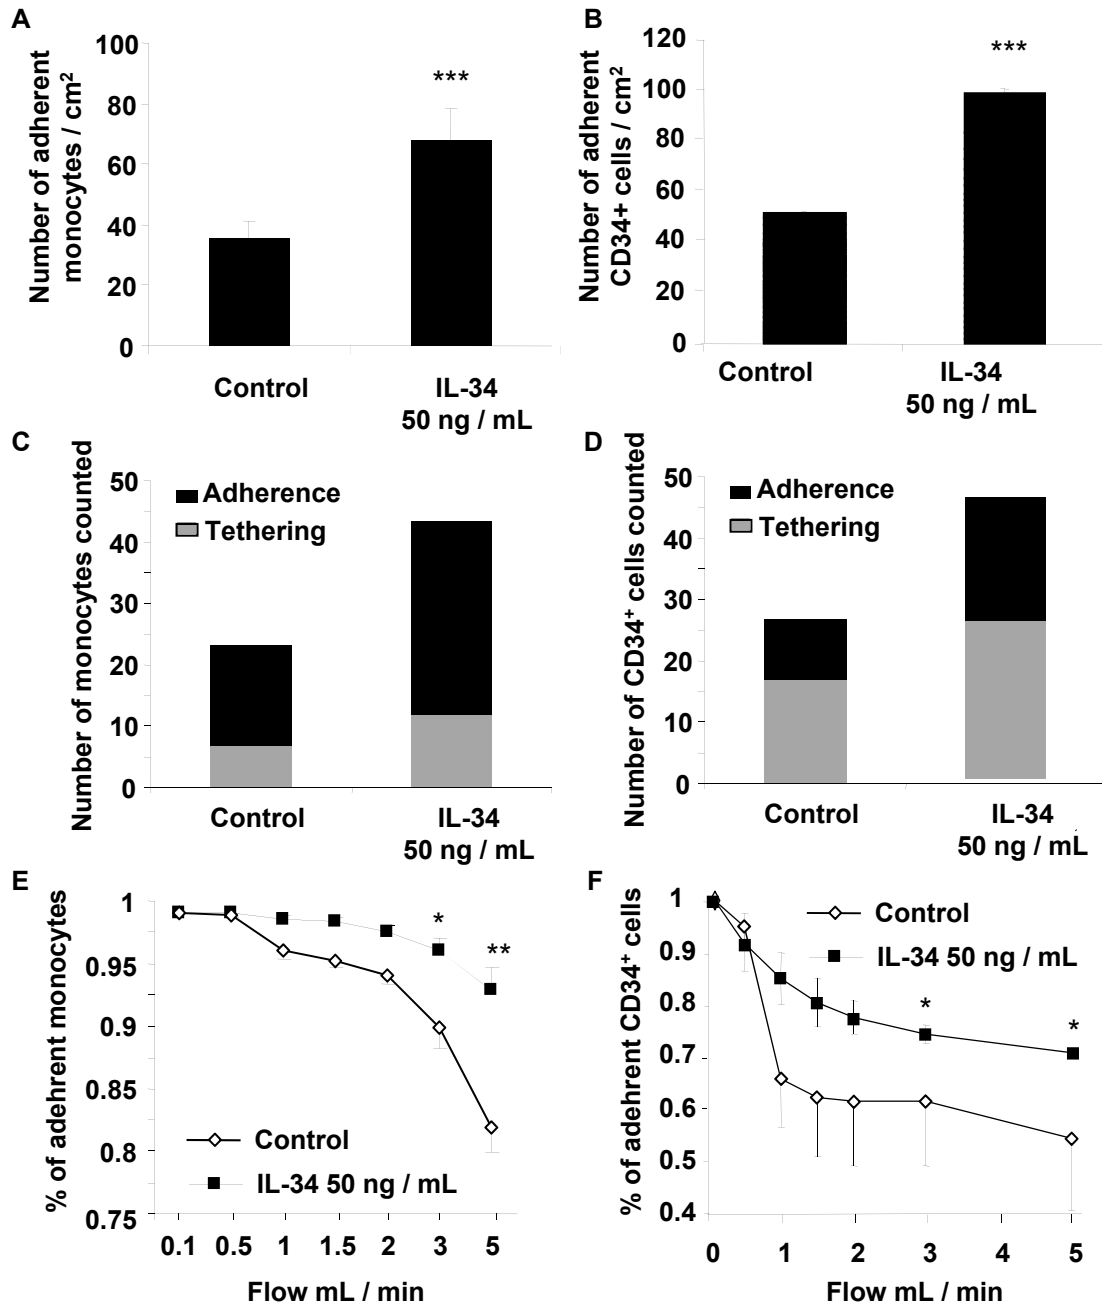 A
Number of adherent
monocytes / cm²
100
80
60
40
20
0
***
Control
IL-34
50 ng / mL
B
Number of adherent
CD34+ cells / cm²
120
100
80
60
40
20
0
***
Control
IL-34
50 ng / mL
C
Number of monocytes counted
50
40
30
20
10
0
Adherence
Tethering
Control
IL-34
50 ng / mL
D
Number of CD34⁺ cells counted
50
40
30
20
10
0
Adherence
Tethering
Control
IL-34
50 ng / mL
E
% of adehrent monocytes
1
0.95
0.9
0.85
0.8
0.75
*
**
Control
IL-34 50 ng / mL
0.1 0.5 1 1.5 2 3 5
Flow mL / min
F
% of adehrent CD34⁺ cells
1
0.9
0.8
0.7
0.6
0.5
0.4
Control
IL-34 50 ng / mL
*
*
0 1 2 3 4 5
Flow mL / min